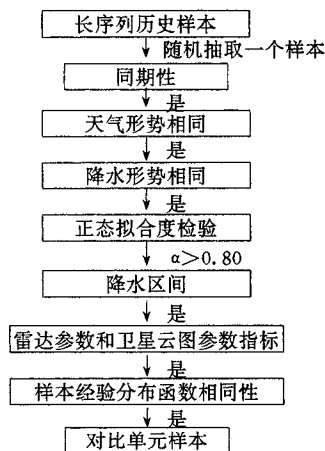 长序列历史样本
随机抽取一个样本
同期性
是
天气形势相同
是
降水形势相同
是
正态拟合度检验
α>0.80
降水区间
是
雷达参数和卫星云图参数指标
是
样本经验分布函数相同性
是
对比单元样本